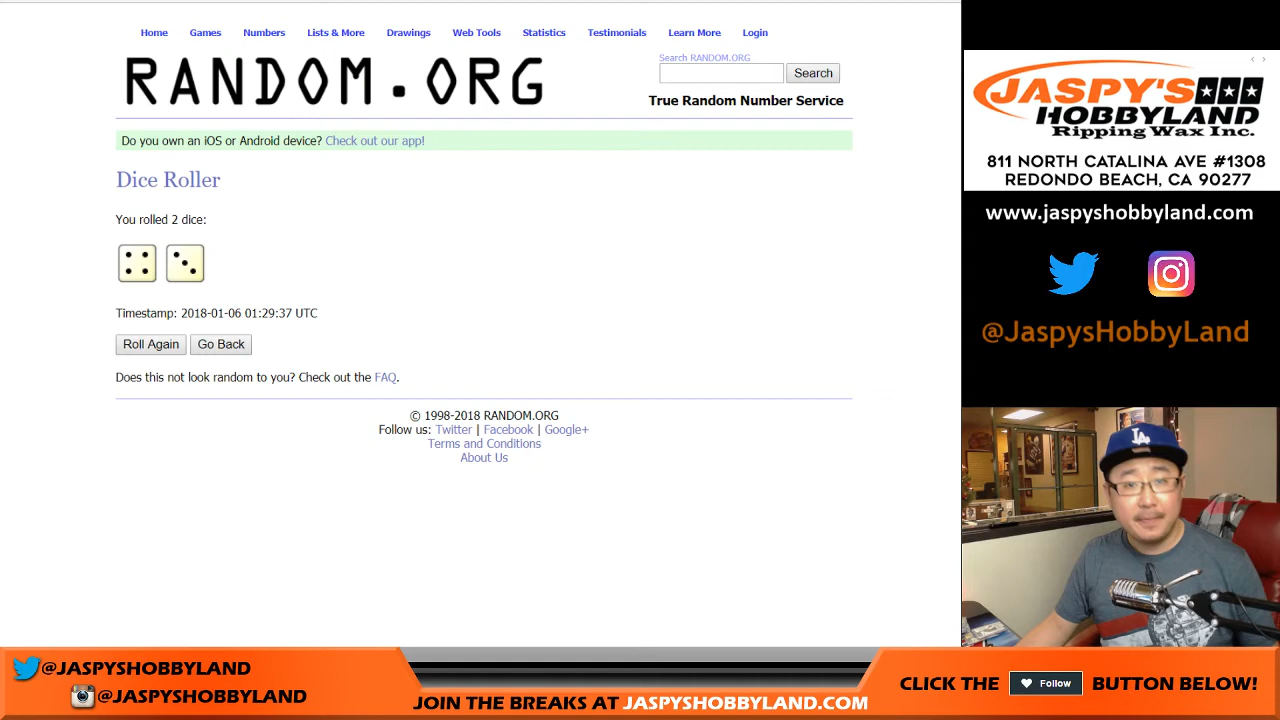 Home Games Numbers Lists & More Drawings Web Tools Statistics Testimonials Learn More Login
RANDOM.ORG
Search RANDOM.ORG
Search
True Random Number Service
Do you own an iOS or Android device? Check out our app!
Dice Roller
You rolled 2 dice:
Timestamp: 2018-01-06 01:29:37 UTC
Roll Again Go Back
Does this not look random to you? Check out the FAQ.
© 1998-2018 RANDOM.ORG
Follow us: Twitter | Facebook | Google+
Terms and Conditions
About Us
JASPY'S
HOBBYLAND
Ripping Wax Inc.
811 NORTH CATALINA AVE #1308
REDONDO BEACH, CA 90277
www.jaspyshobbyland.com
@JaspysHobbyLand
LA
@JASPYSHOBBYLAND
@JASPYSHOBBYLAND
JOIN THE BREAKS AT JASPYSHOBBYLAND.COM
CLICK THE Follow BUTTON BELOW!